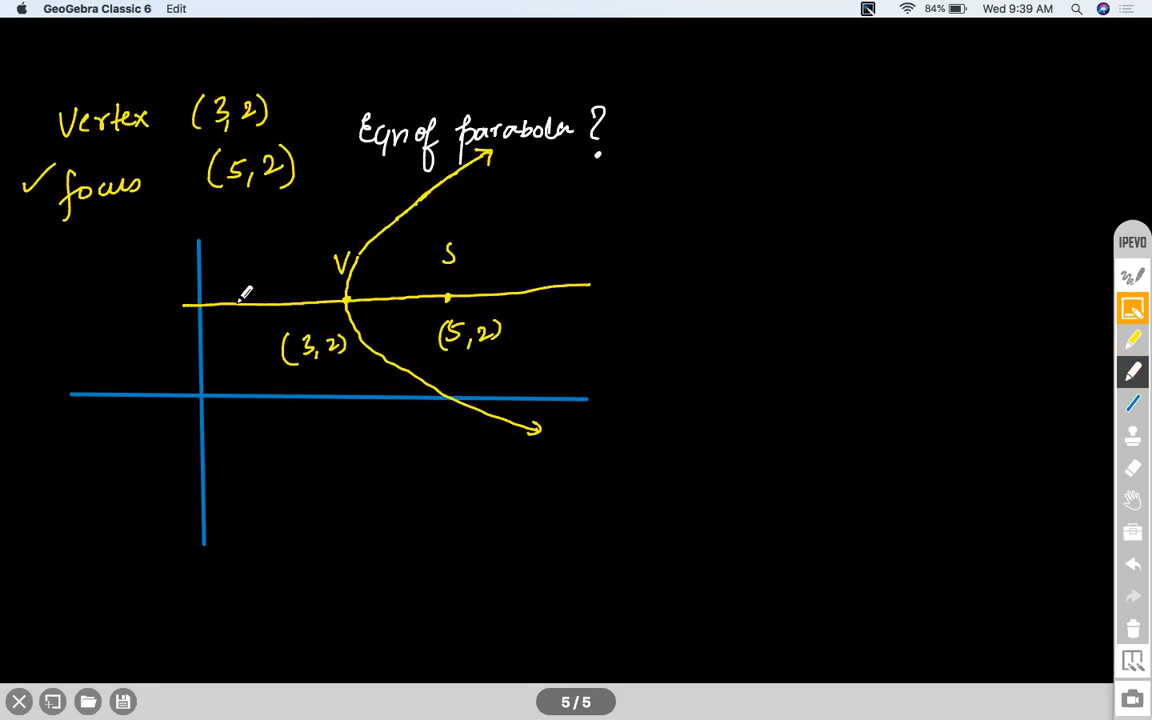 GeoGebra Classic 6 Edit 84% Wed 9:39 AM
Vertex (3,2)
Eqn of parabola ?
✓ focus (5,2)
V S
(3,2) (5,2)
IPEVO
5/5